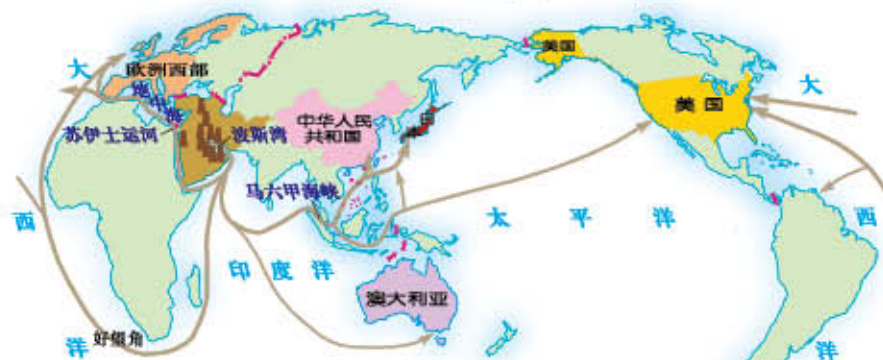 美国
大
欧洲西部
地中海
中华人民
共和国
日本
美国
大
苏伊士运河
波斯湾
马六甲海峡
西
太平洋
西
印度洋
澳大利亚
洋
好望角
洋